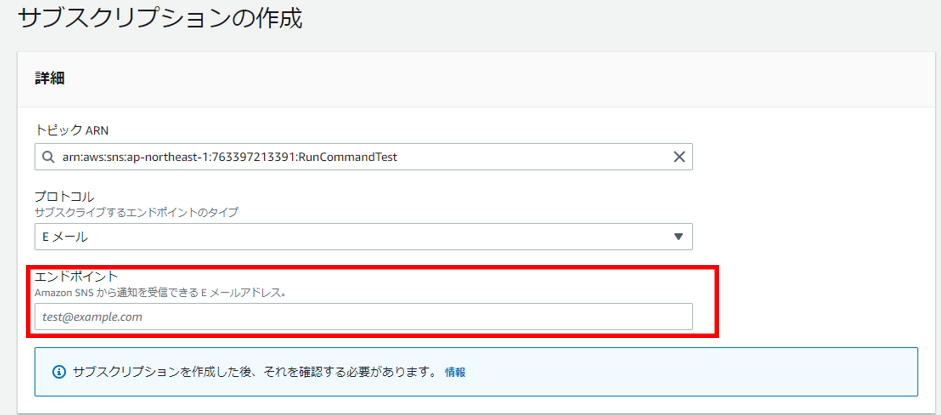 サブスクリプションの作成
詳細
トピック ARN
arn:aws:sns:ap-northeast-1:763397213391:RunCommandTest
プロトコル
サブスクライブするエンドポイントのタイプ
E メール
エンドポイント
Amazon SNS から通知を受信できる E メールアドレス。
test@example.com
サブスクリプションを作成した後、それを確認する必要があります。 情報